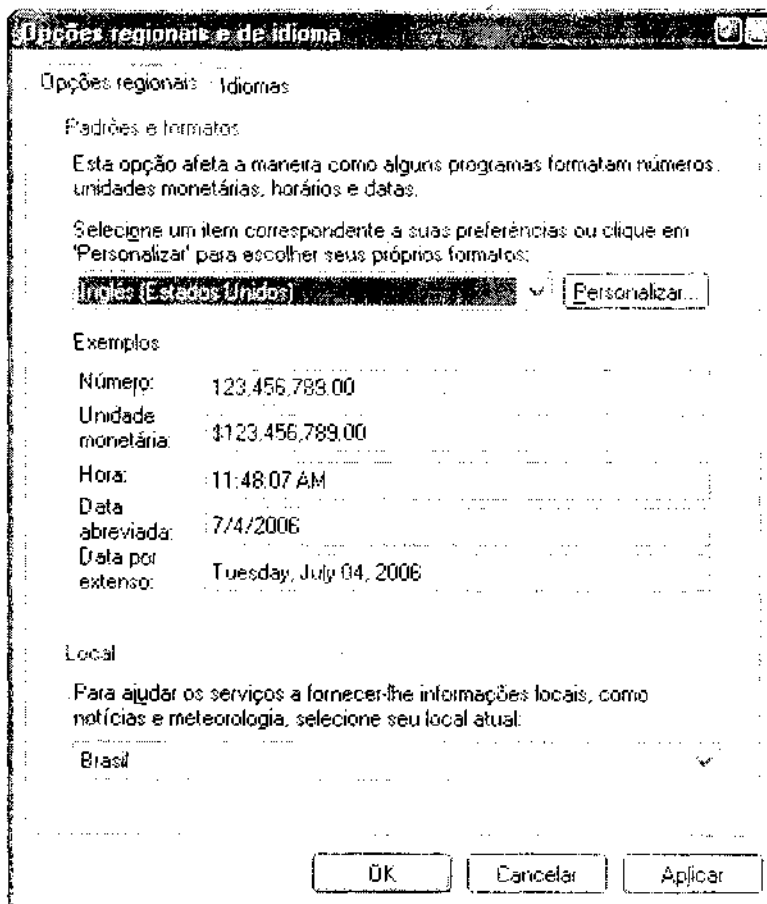 Opções regionais e de idioma
Opções regionais Idiomas
Padrões e formatos
Esta opção afeta a maneira como alguns programas formatam números,
unidades monetárias, horários e datas.
Selecione um item correspondente a suas preferências ou clique em
'Personalizar' para escolher seus próprios formatos:
Inglês (Estados Unidos) Personalizar...
Exemplos
Número: 123,456,789.00
Unidade
monetária: $123,456,789.00
Hora: 11:48:07 AM
Data
abreviada: 7/4/2006
Data por
extenso: Tuesday, July 04, 2006
Local
Para ajudar os serviços a fornecer-lhe informações locais, como
notícias e meteorologia, selecione seu local atual:
Brasil
OK Cancelar Aplicar